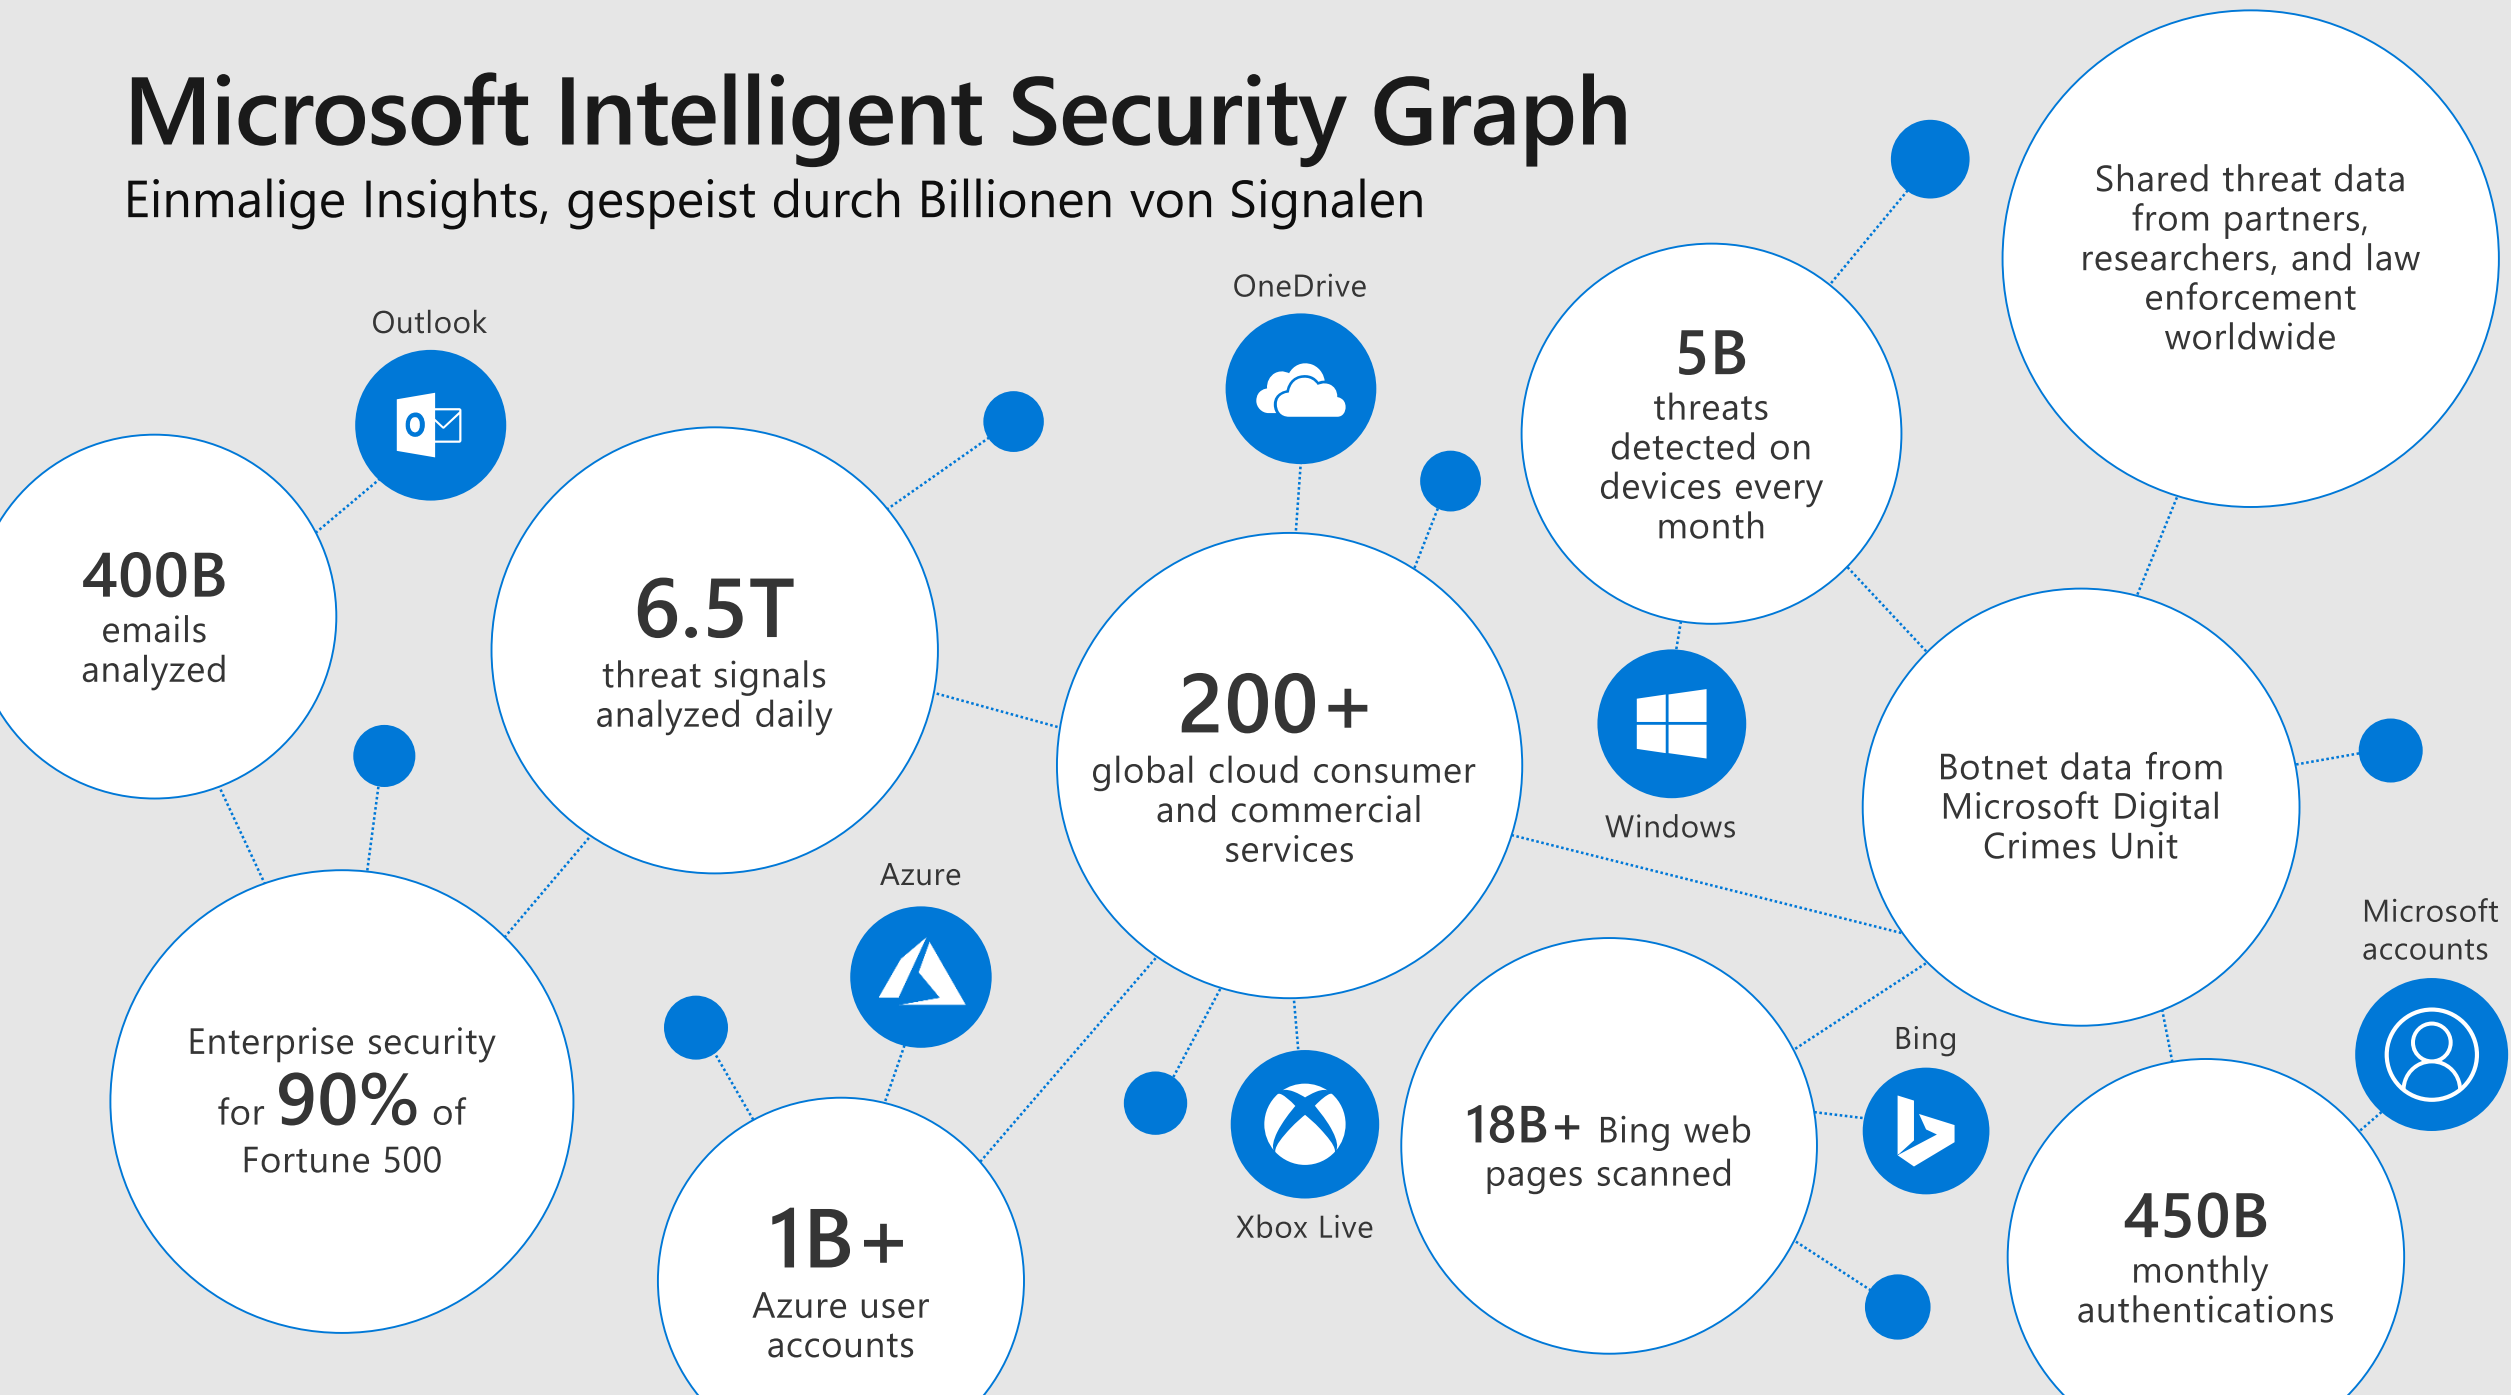 Microsoft Intelligent Security Graph
Einmalige Insights, gespeist durch Billionen von Signalen
Outlook
400B
emails
analyzed
6.5T
threat signals
analyzed daily
OneDrive
200+
global cloud consumer
and commercial
services
5B
threats
detected on
devices every
month
Shared threat data
from partners,
researchers, and law
enforcement
worldwide
Windows
Botnet data from
Microsoft Digital
Crimes Unit
Enterprise security
for 90% of
Fortune 500
Azure
1B+
Azure user
accounts
Xbox Live
18B+ Bing web
pages scanned
Bing
Microsoft
accounts
450B
monthly
authentications